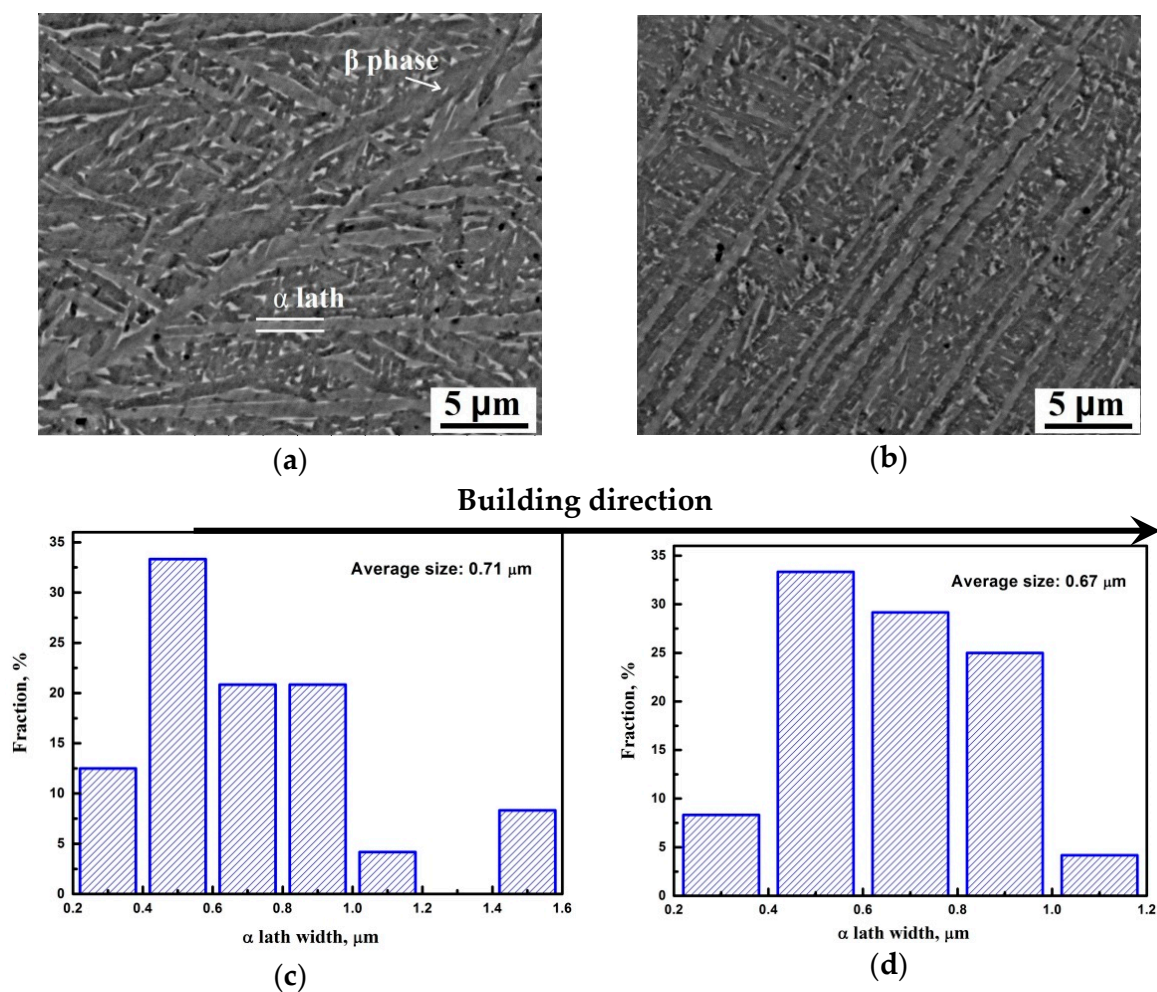 β phase
α lath
5 μm
5 μm
(a)
(b)
Building direction
35
30
25
20
15
10
5
0
Fraction, %
Average size: 0.71 μm
0.2 0.4 0.6 0.8 1.0 1.2 1.4 1.6
α lath width, μm
(c)
35
30
25
20
15
10
5
0
Fraction, %
Average size: 0.67 μm
0.2 0.4 0.6 0.8 1.0 1.2
α lath width, μm
(d)